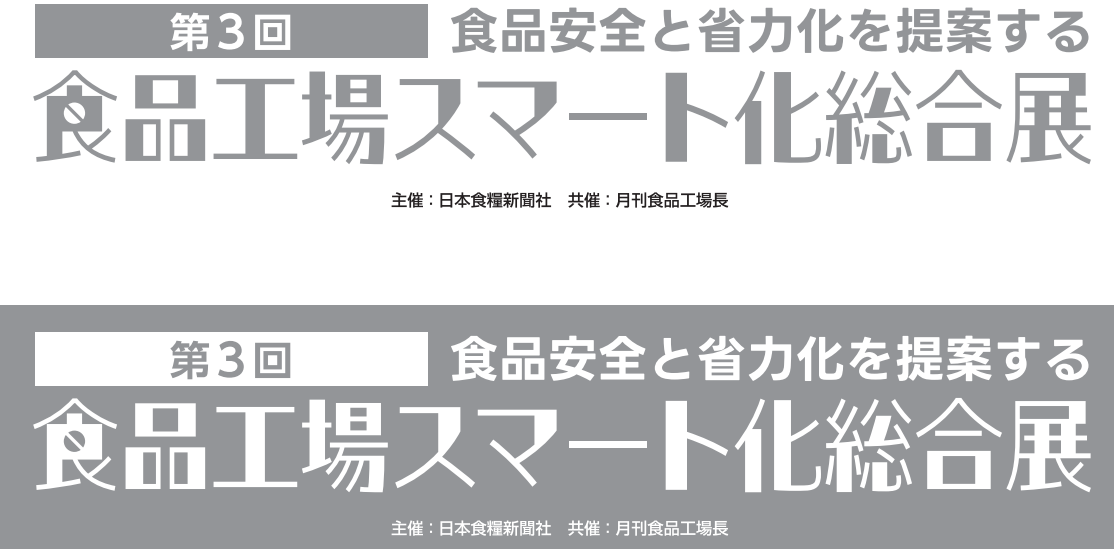 第3回 食品安全と省力化を提案する
食品工場スマート化総合展
主催：日本食糧新聞社　共催：月刊食品工場長
第3回 食品安全と省力化を提案する
食品工場スマート化総合展
主催：日本食糧新聞社　共催：月刊食品工場長